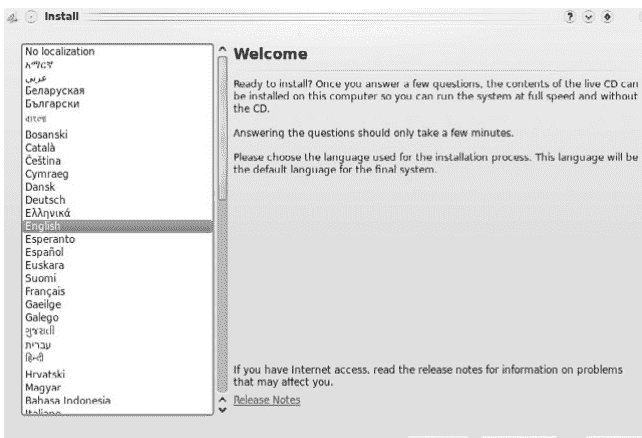 Install
No localization
አማርኛ
عربي
Беларуская
Български
বাংলা
Bosanski
Català
Čeština
Cymraeg
Dansk
Deutsch
Ελληνικά
English
Esperanto
Español
Euskara
Suomi
Français
Gaeilge
Galego
ગુજરાતી
עברית
हिन्दी
Hrvatski
Magyar
Bahasa Indonesia
Italiano
Welcome
Ready to install? Once you answer a few questions, the contents of the live CD can
be installed on this computer so you can run the system at full speed and without
the CD.
Answering the questions should only take a few minutes.
Please choose the language used for the installation process. This language will be
the default language for the final system.
If you have Internet access, read the release notes for information on problems
that may affect you.
Release Notes